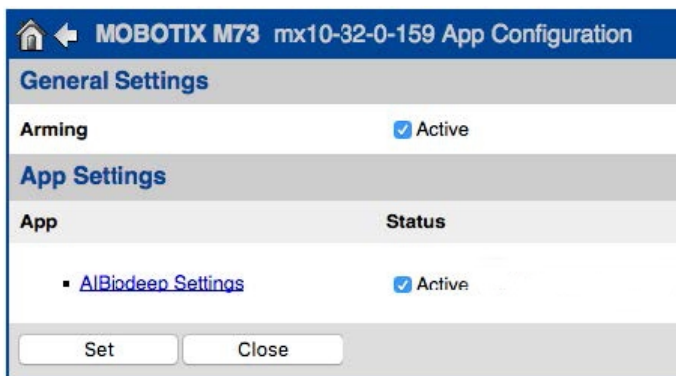 MOBOTIX M73 mx10-32-0-159 App Configuration
General Settings
Arming Active
App Settings
App Status
AIBiodeep Settings Active
Set Close